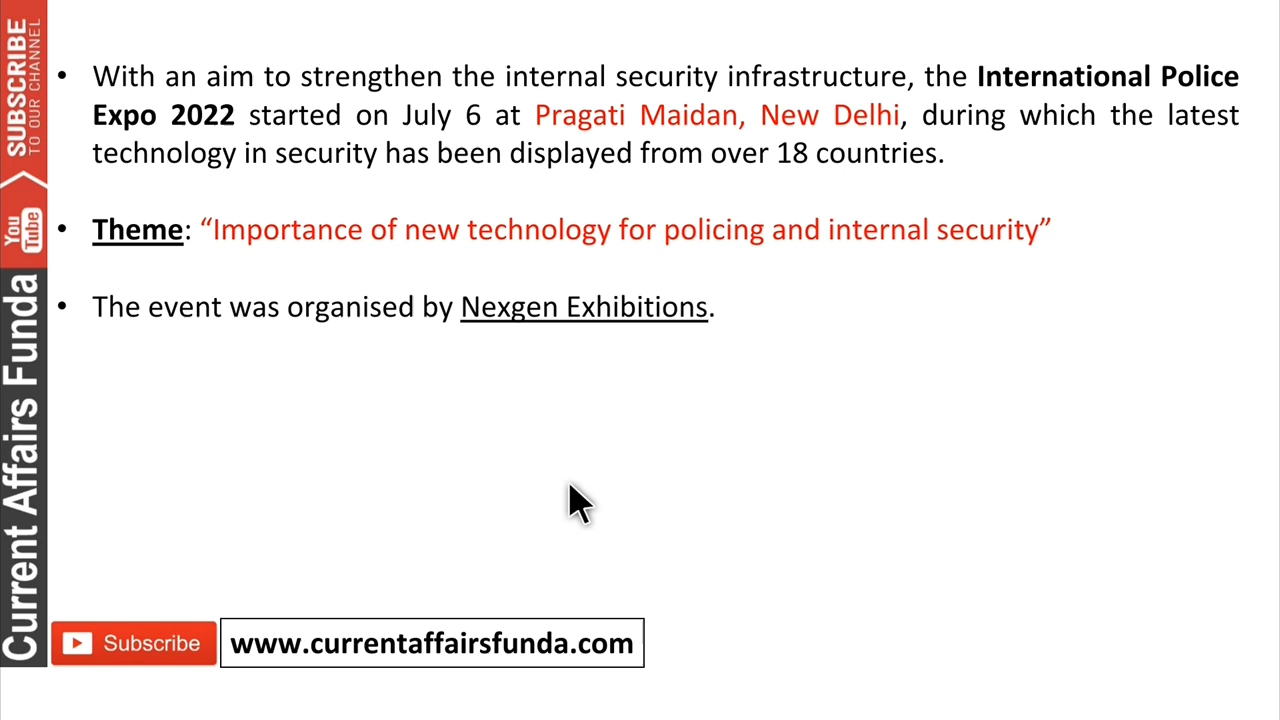 • With an aim to strengthen the internal security infrastructure, the International Police
Expo 2022 started on July 6 at Pragati Maidan, New Delhi, during which the latest
technology in security has been displayed from over 18 countries.
• Theme: “Importance of new technology for policing and internal security”
• The event was organised by Nexgen Exhibitions.
SUBSCRIBE
TO OUR CHANNEL
You
Tube
Current Affairs Funda
Subscribe
www.currentaffairsfunda.com